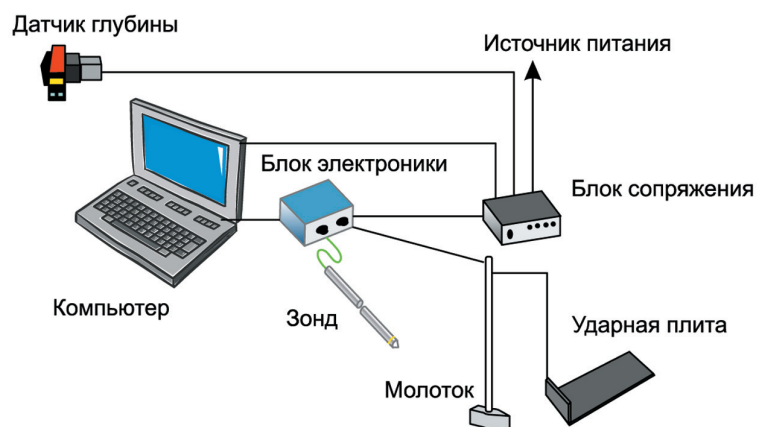 Датчик глубины
Источник питания
Блок электроники
Блок сопряжения
Компьютер
Зонд
Ударная плита
Молоток